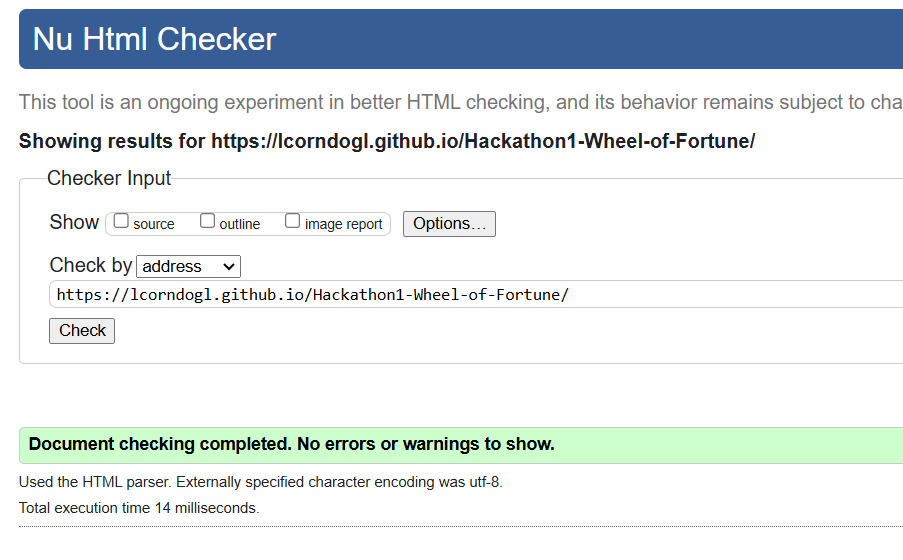 Nu Html Checker
This tool is an ongoing experiment in better HTML checking, and its behavior remains subject to cha
Showing results for https://lcorndogl.github.io/Hackathon1-Wheel-of-Fortune/
Checker Input
Show source outline image report Options…
Check by address
https://lcorndogl.github.io/Hackathon1-Wheel-of-Fortune/
Check
Document checking completed. No errors or warnings to show.
Used the HTML parser. Externally specified character encoding was utf-8.
Total execution time 14 milliseconds.